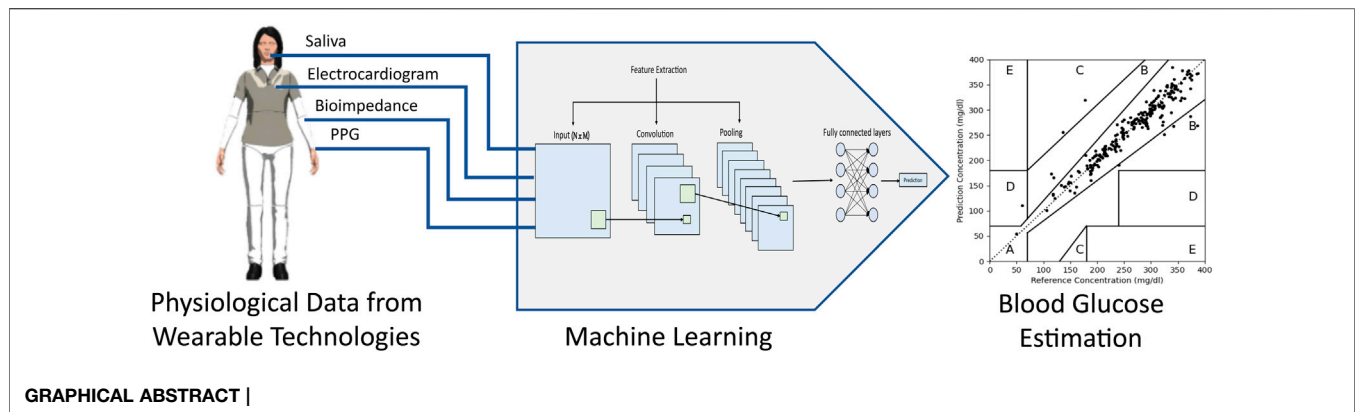 Saliva
Electrocardiogram
Bioimpedance
PPG
Physiological Data from
Wearable Technologies
Feature Extraction
Input (NxM)
Convolution
Pooling
Fully connected layers
Prediction
Machine Learning
Prediction Concentration (mg/dl)
400
350
300
250
200
150
100
50
0
E
C
B
B
D
D
A
C
E
0
50
100
150
200
250
300
350
400
Reference Concentration (mg/dl)
Blood Glucose
Estimation
GRAPHICAL ABSTRACT |